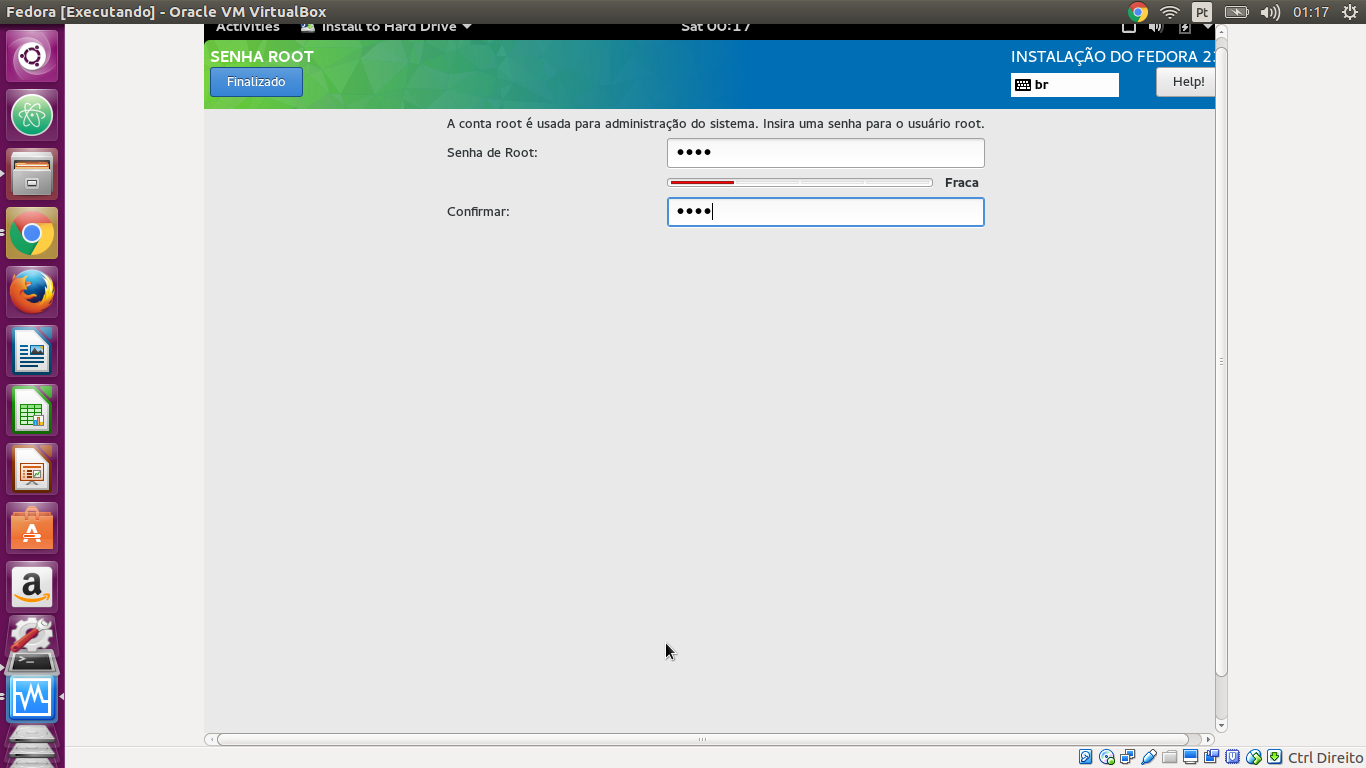 Fedora [Executando] - Oracle VM VirtualBox
Pt
01:17
Activities
Install to Hard Drive
Sat 00:17
SENHA ROOT
INSTALAÇÃO DO FEDORA 2
Finalizado
br
Help!
A conta root é usada para administração do sistema. Insira uma senha para o usuário root.
Senha de Root:
••••
Fraca
Confirmar:
••••
Ctrl Direito